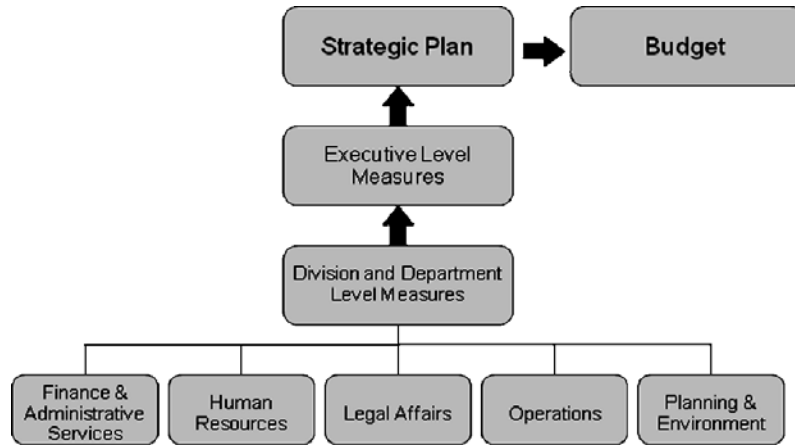 Strategic Plan
Budget
Executive Level
Measures
Division and Department
Level Measures
Finance &
Administrative
Services
Human
Resources
Legal Affairs
Operations
Planning &
Environment